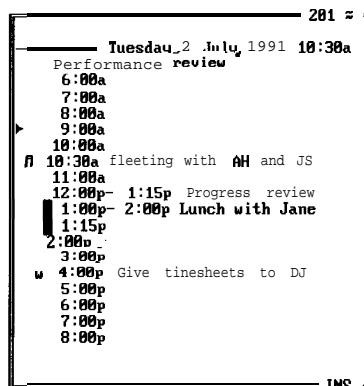 201 ≈
Tuesday, 2 July, 1991 10:30a
Performance review
6:00a
7:00a
8:00a
9:00a
10:00a
♫ 10:30a fleeting with AH and JS
11:00a
12:00p- 1:15p Progress review
1:00p- 2:00p Lunch with Jane
1:15p
2:00p
3:00p
w 4:00p Give tinesheets to DJ
5:00p
6:00p
7:00p
8:00p
INS